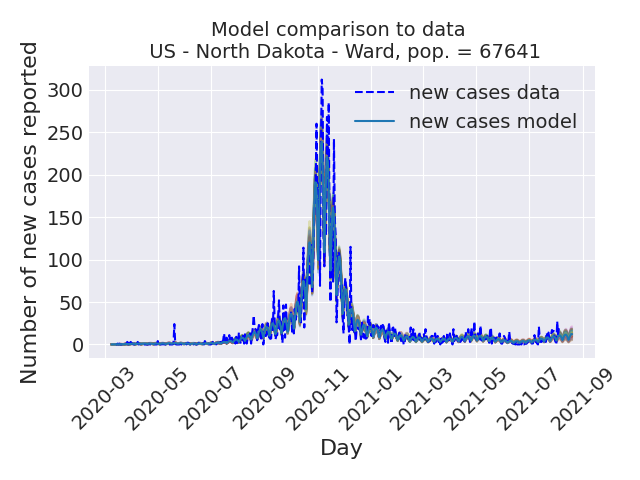 Model comparison to data
US - North Dakota - Ward, pop. = 67641
Number of new cases reported
300
250
200
150
100
50
0
new cases data
new cases model
2020-03
2020-05
2020-07
2020-09
2020-11
2021-01
2021-03
2021-05
2021-07
2021-09
Day